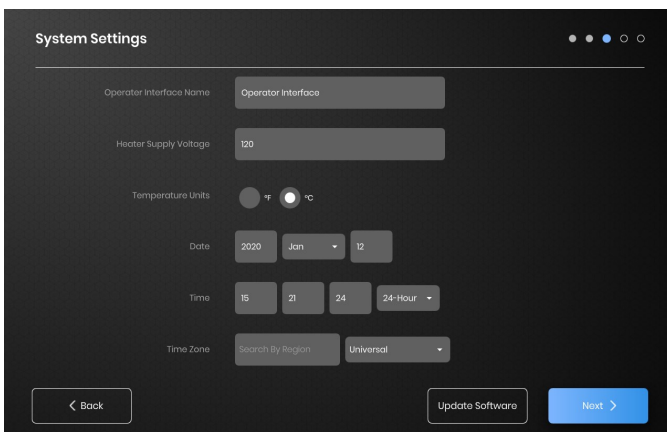 System Settings
Operater Interface Name Operator Interface
Heater Supply Voltage 120
Temperature Units °F °C
Date 2020 Jan 12
Time 15 21 24 24-Hour
Time Zone Search By Region Universal
Back Update Software Next